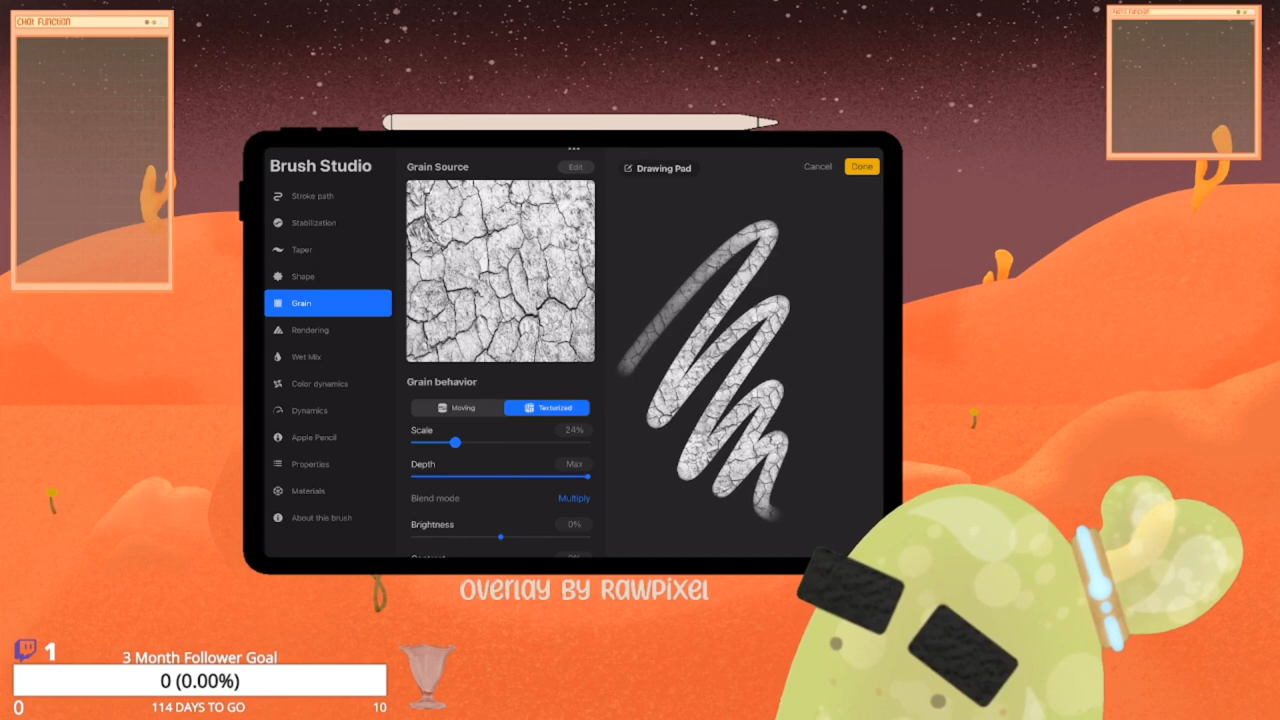 Chat Function
Brush Studio
Stroke path
Stabilization
Taper
Shape
Grain
Rendering
Wet Mix
Color dynamics
Dynamics
Apple Pencil
Properties
Materials
About this brush
Grain Source
Edit
Grain behavior
Moving
Texturized
Scale
24%
Depth
Max
Blend mode
Multiply
Brightness
0%
Drawing Pad
Cancel
Done
Overlay by Rawpixel
1
3 Month Follower Goal
0 (0.00%)
0
114 DAYS TO GO
10